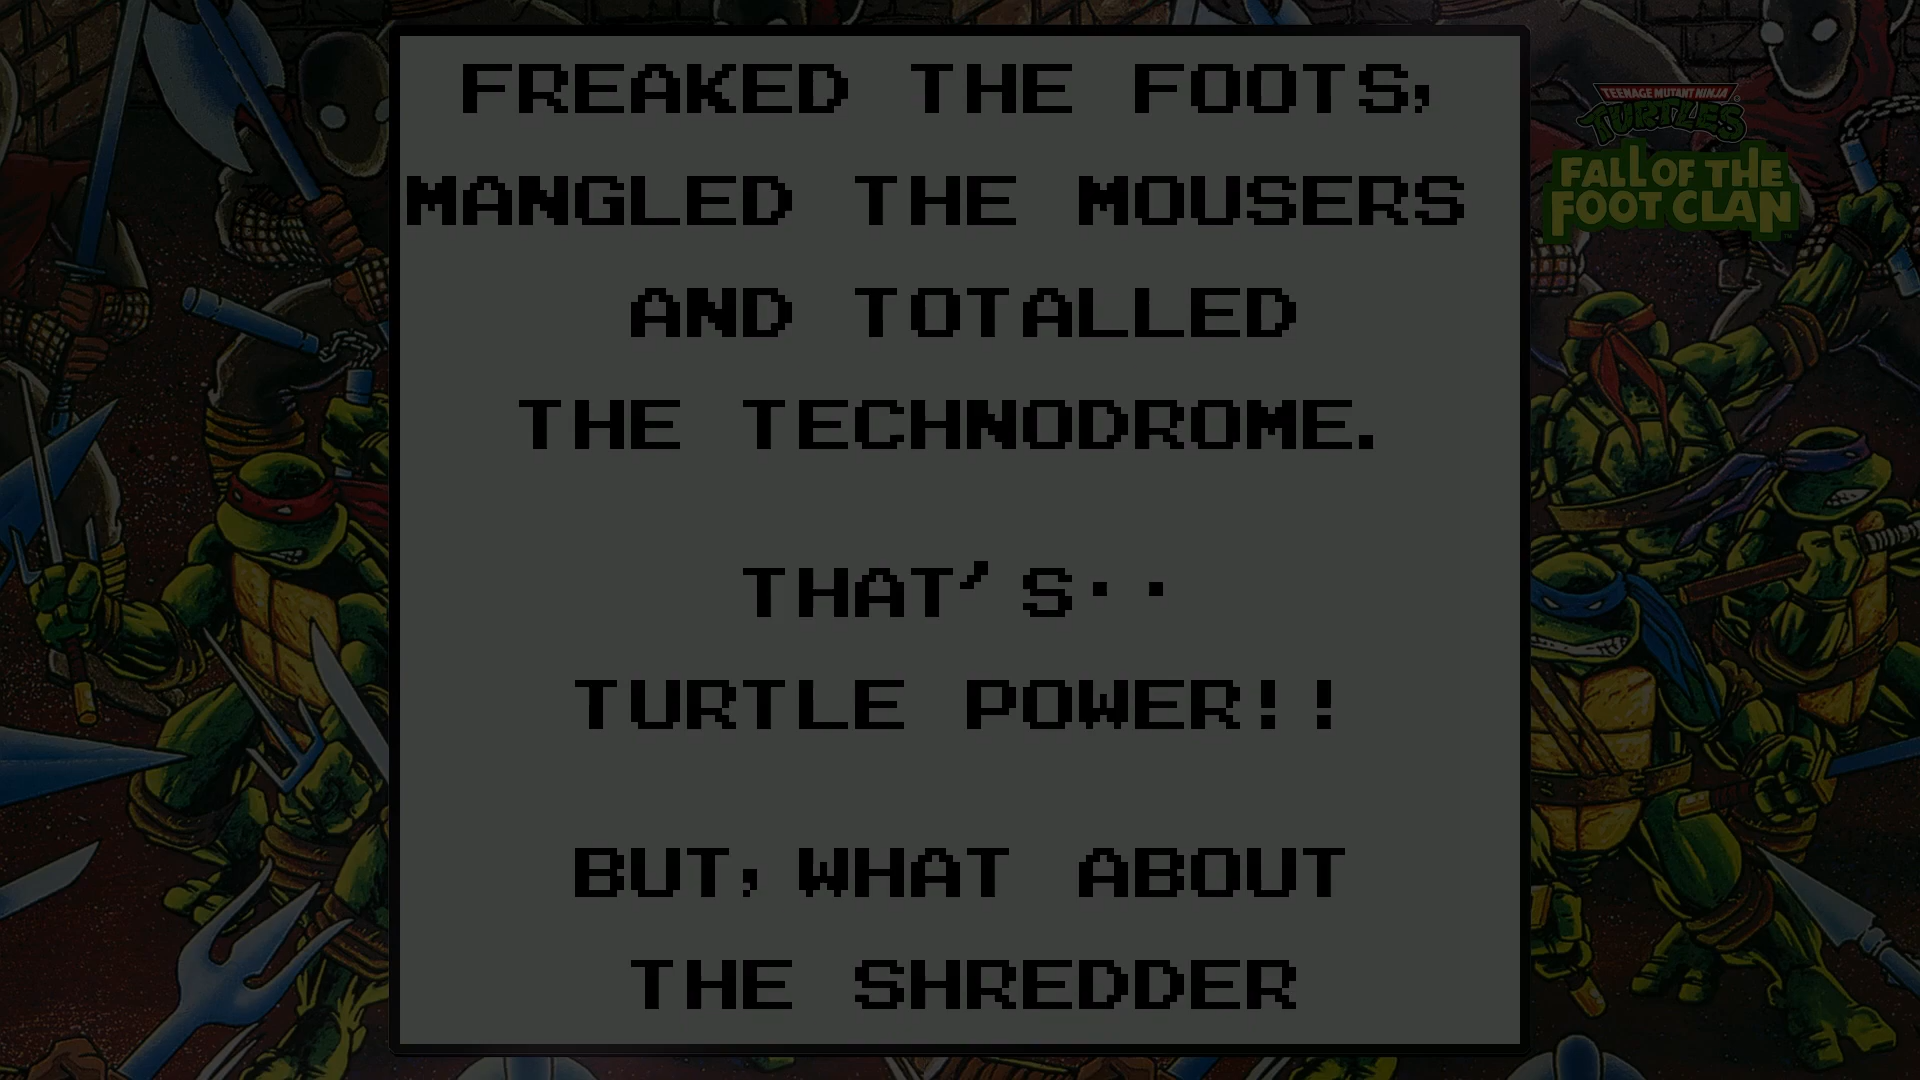 FREAKED THE FOOTS,
MANGLED THE MOUSERS
AND TOTALLED
THE TECHNODROME.
THAT'S··
TURTLE POWER!!
BUT, WHAT ABOUT
THE SHREDDER
TEENAGE MUTANT NINJA
TURTLES
FALL OF THE
FOOT CLAN